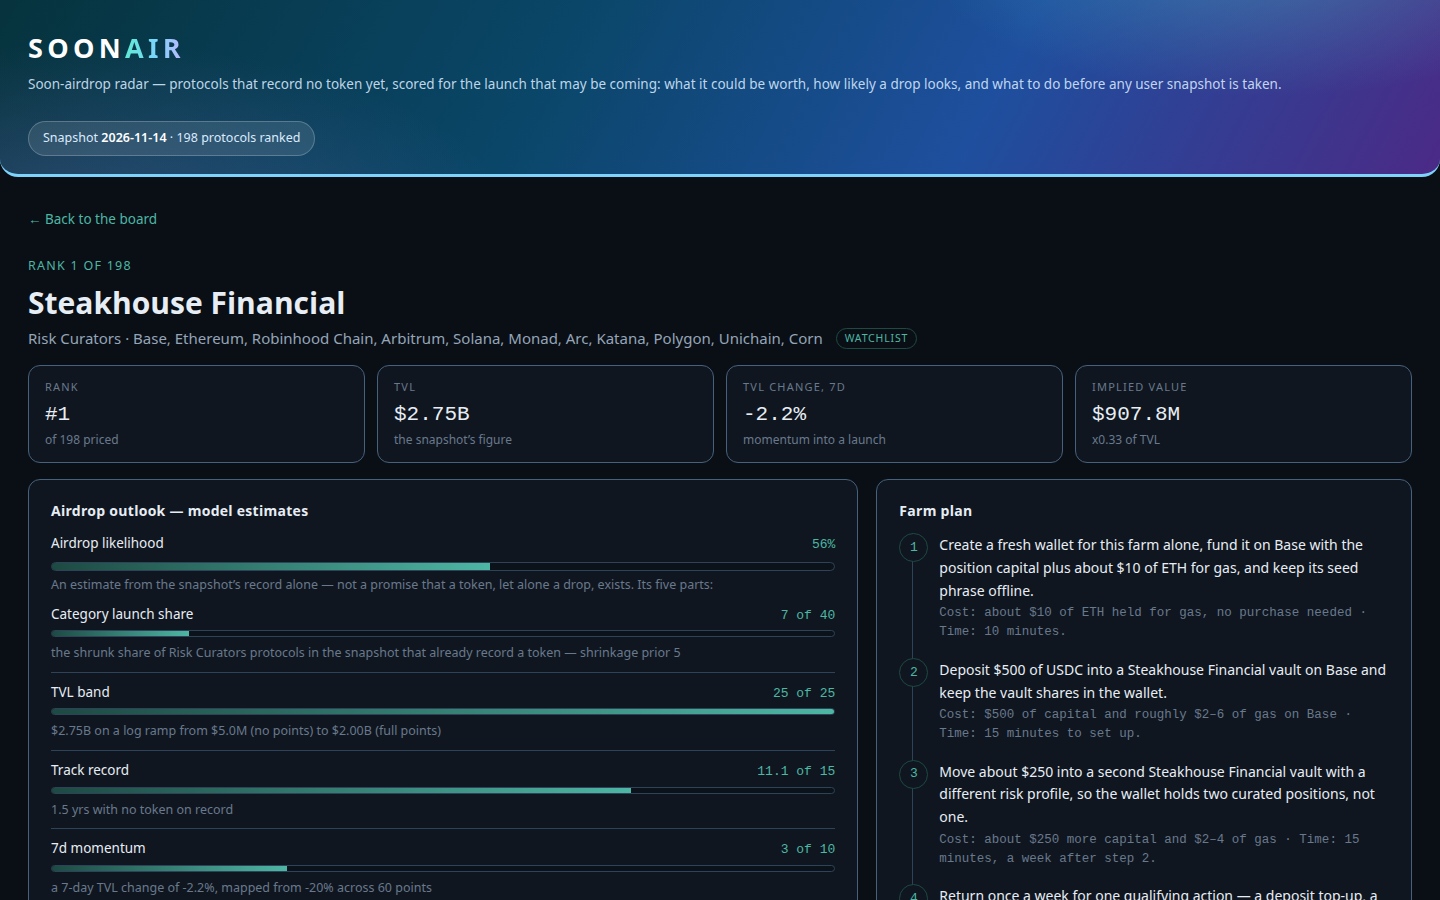 SOONAIR
Soon-airdrop radar — protocols that record no token yet, scored for the launch that may be coming: what it could be worth, how likely a drop looks, and what to do before any user snapshot is taken.
Snapshot 2026-11-14 · 198 protocols ranked
← Back to the board
RANK 1 OF 198
Steakhouse Financial
Risk Curators · Base, Ethereum, Robinhood Chain, Arbitrum, Solana, Monad, Arc, Katana, Polygon, Unichain, Corn WATCHLIST
RANK
#1
of 198 priced
TVL
$2.75B
the snapshot's figure
TVL CHANGE, 7D
-2.2%
momentum into a launch
IMPLIED VALUE
$907.8M
x0.33 of TVL
Airdrop outlook — model estimates
Airdrop likelihood 56%
An estimate from the snapshot's record alone — not a promise that a token, let alone a drop, exists. Its five parts:
Category launch share 7 of 40
the shrunk share of Risk Curators protocols in the snapshot that already record a token — shrinkage prior 5
TVL band 25 of 25
$2.75B on a log ramp from $5.0M (no points) to $2.00B (full points)
Track record 11.1 of 15
1.5 yrs with no token on record
7d momentum 3 of 10
a 7-day TVL change of -2.2%, mapped from -20% across 60 points
Farm plan
1 Create a fresh wallet for this farm alone, fund it on Base with the
position capital plus about $10 of ETH for gas, and keep its seed
phrase offline.
Cost: about $10 of ETH held for gas, no purchase needed ·
Time: 10 minutes.
2 Deposit $500 of USDC into a Steakhouse Financial vault on Base and
keep the vault shares in the wallet.
Cost: $500 of capital and roughly $2–6 of gas on Base ·
Time: 15 minutes to set up.
3 Move about $250 into a second Steakhouse Financial vault with a
different risk profile, so the wallet holds two curated positions, not
one.
Cost: about $250 more capital and $2–4 of gas · Time: 15
minutes, a week after step 2.
4 Return once a week for one qualifying action — a deposit top-up, a